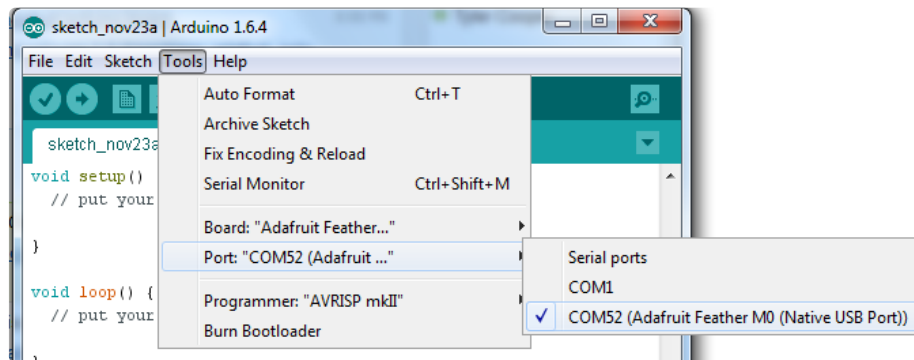 sketch_nov23a | Arduino 1.6.4
File Edit Sketch Tools Help
Auto Format Ctrl+T
Archive Sketch
sketch_nov23a
Fix Encoding & Reload
void setup()
Serial Monitor Ctrl+Shift+M
// put your
Board: "Adafruit Feather..."
}
Port: "COM52 (Adafruit ..."
Serial ports
COM1
void loop() {
Programmer: "AVRISP mkII"
// put your
COM52 (Adafruit Feather M0 (Native USB Port))
Burn Bootloader